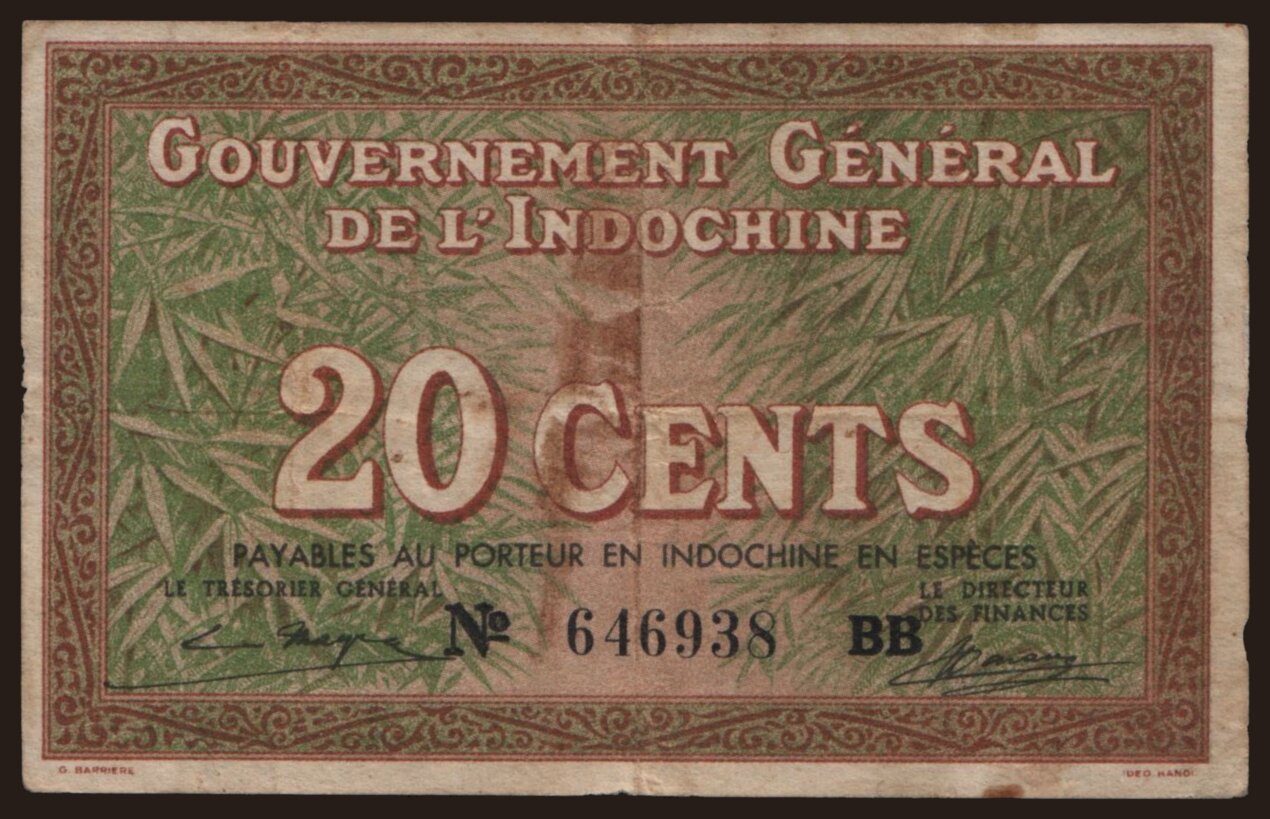 GOUVERNEMENT GÉNÉRAL
DE L'INDOCHINE
20 CENTS
PAYABLES AU PORTEUR EN INDOCHINE EN ESPÈCES
LE TRÉSORIER GÉNÉRAL
LE DIRECTEUR
DES FINANCES
Nº 646938 BB
G. BARRIERE
IDEO HANOI